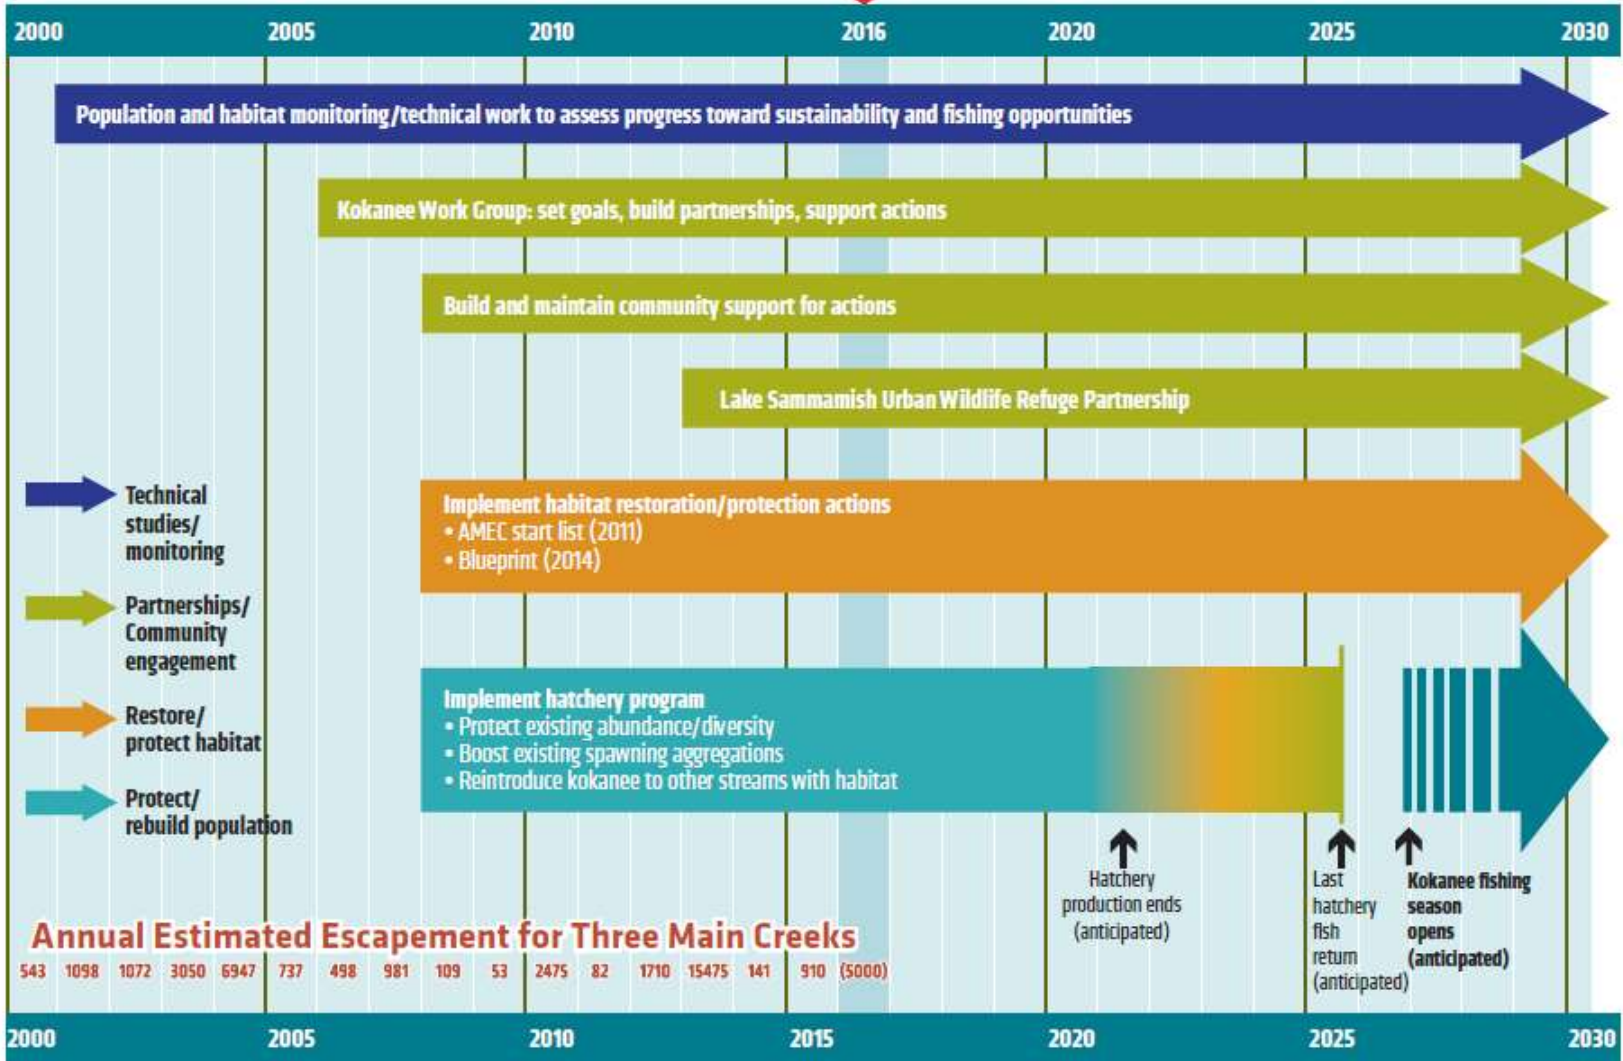 2000 2005 2010 2016 2020 2025 2030
Population and habitat monitoring/technical work to assess progress toward sustainability and fishing opportunities
Kokanee Work Group: set goals, build partnerships, support actions
Build and maintain community support for actions
Lake Sammamish Urban Wildlife Refuge Partnership
Technical
studies/
monitoring
Partnerships/
Community
engagement
Restore/
protect habitat
Protect/
rebuild population
Implement habitat restoration/protection actions
• AMEC start list (2011)
• Blueprint (2014)
Implement hatchery program
• Protect existing abundance/diversity
• Boost existing spawning aggregations
• Reintroduce kokanee to other streams with habitat
Hatchery
production ends
(anticipated)
Last
hatchery
fish
return
(anticipated)
Kokanee fishing
season
opens
(anticipated)
Annual Estimated Escapement for Three Main Creeks
543 1098 1072 3050 6947 737 498 981 109 53 2475 82 1710 15475 141 910 (5000)
2000 2005 2010 2015 2020 2025 2030